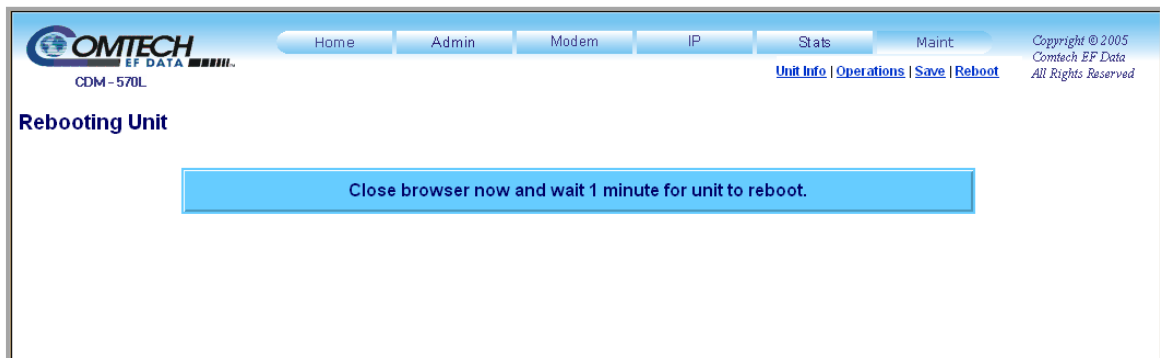 COMTECH
EF DATA
CDM - 570L
Home Admin Modem IP Stats Maint
Unit Info | Operations | Save | Reboot
Copyright © 2005
Comtech EF Data
All Rights Reserved
Rebooting Unit
Close browser now and wait 1 minute for unit to reboot.